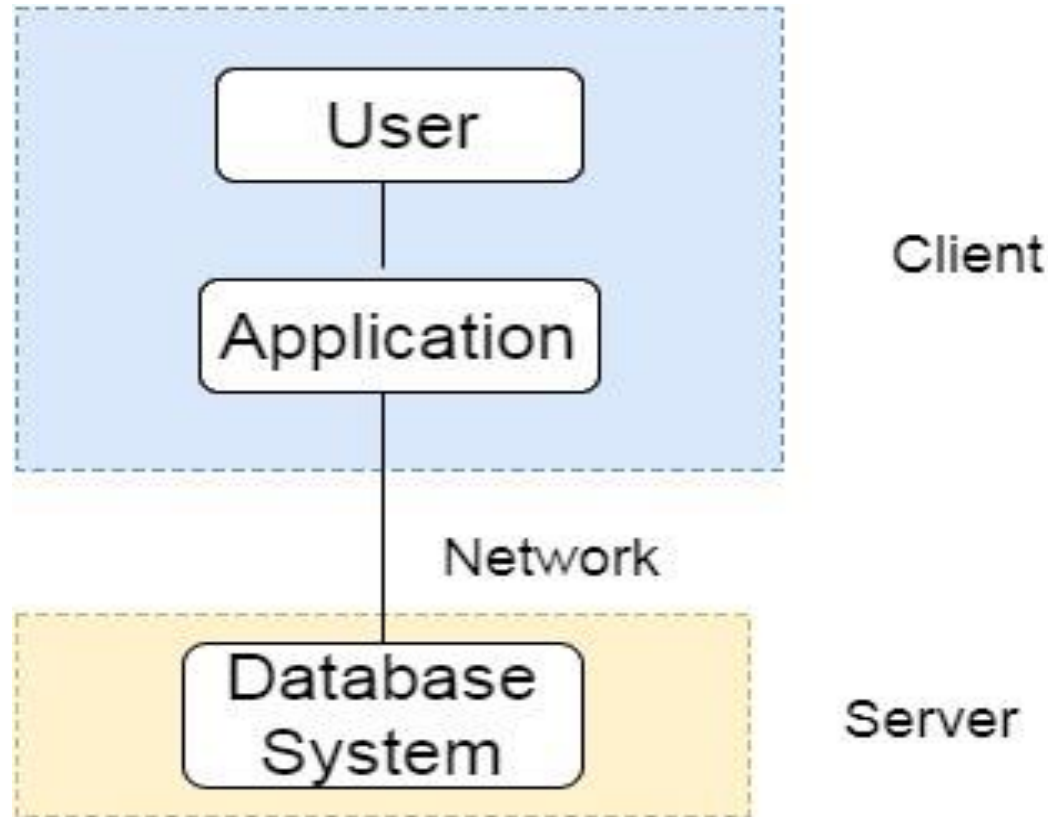 User
Client
Application
Network
Database
System
Server